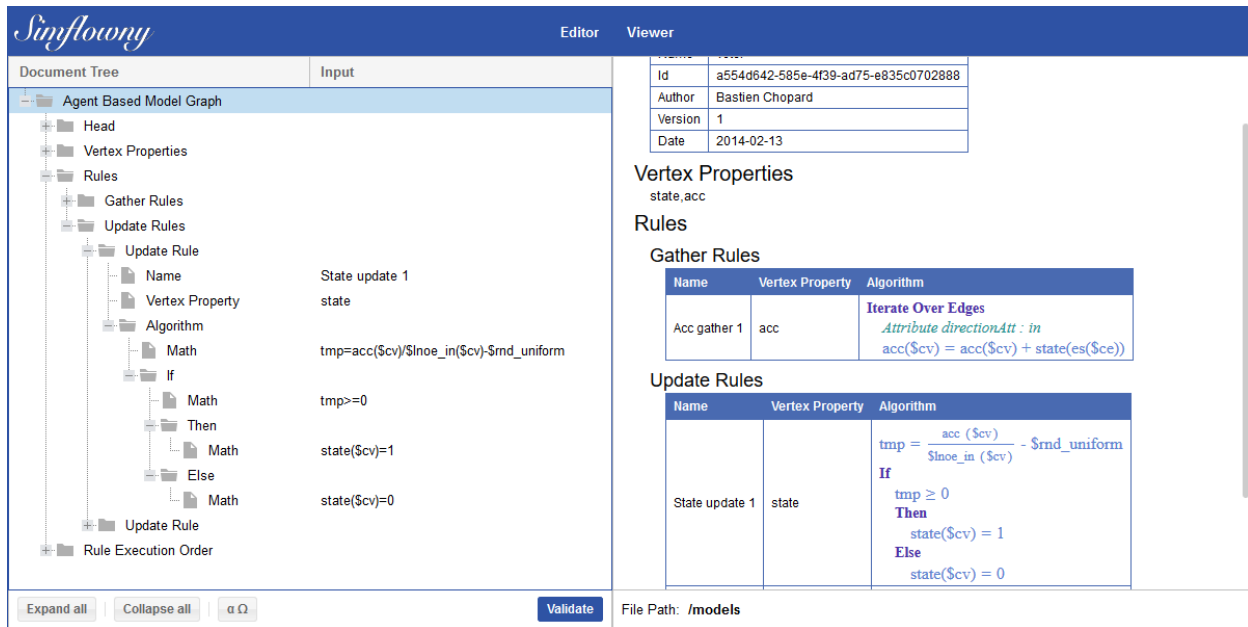 Simflowny
Editor Viewer
Document Tree Input
Agent Based Model Graph
Head
Vertex Properties
Rules
Gather Rules
Update Rules
Update Rule
Name State update 1
Vertex Property state
Algorithm
Math tmp=acc($cv)/$lnoe_in($cv)-$rnd_uniform
If
Math tmp>=0
Then
Math state($cv)=1
Else
Math state($cv)=0
Update Rule
Rule Execution Order
Expand all Collapse all α Ω Validate
Id a554d642-585e-4f39-ad75-e835c0702888
Author Bastien Chopard
Version 1
Date 2014-02-13
Vertex Properties
state,acc
Rules
Gather Rules
Name Vertex Property Algorithm
Acc gather 1 acc
Iterate Over Edges
Attribute directionAtt : in
acc($cv) = acc($cv) + state(es($ce))
Update Rules
Name Vertex Property Algorithm
State update 1 state
tmp = acc ($cv) / $lnoe_in ($cv) - $rnd_uniform
If
tmp ≥ 0
Then
state($cv) = 1
Else
state($cv) = 0
File Path: /models